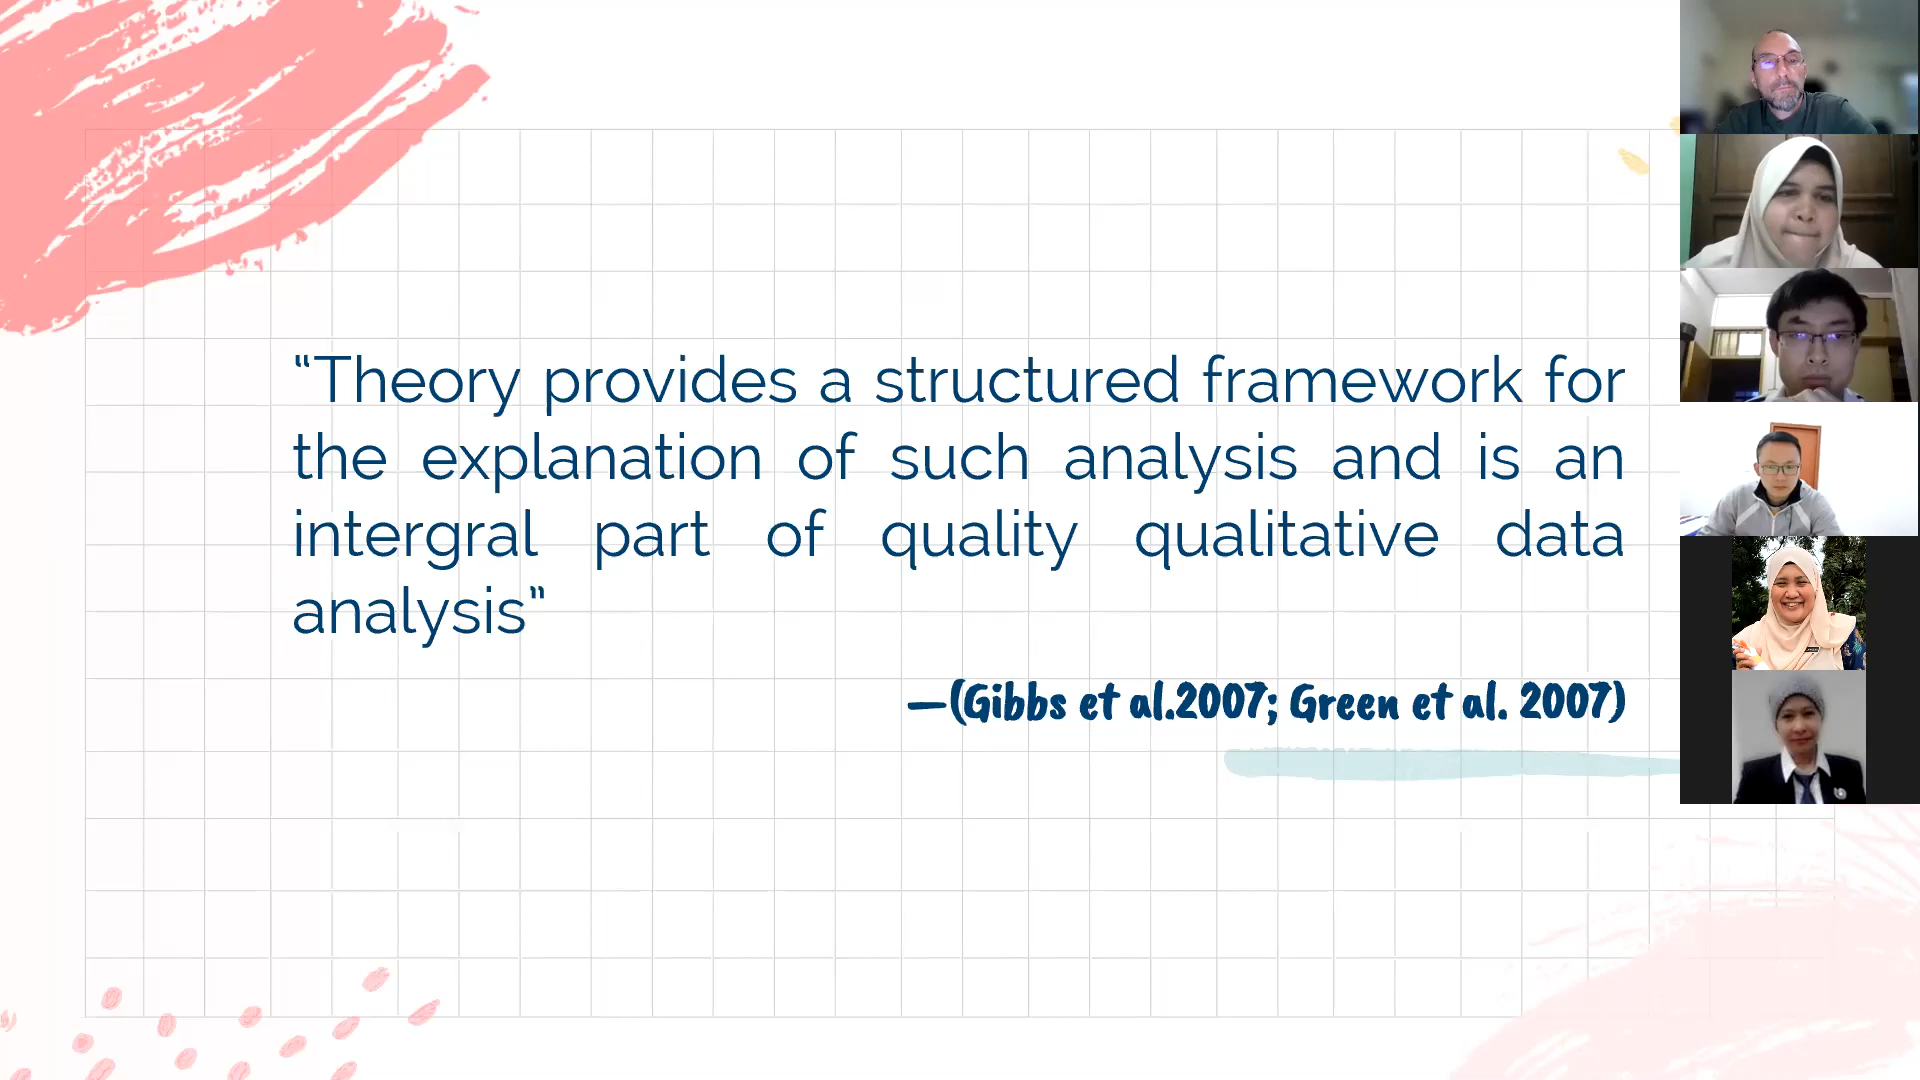 “Theory provides a structured framework for
the explanation of such analysis and is an
intergral part of quality qualitative data
analysis”
—(Gibbs et al.2007; Green et al. 2007)